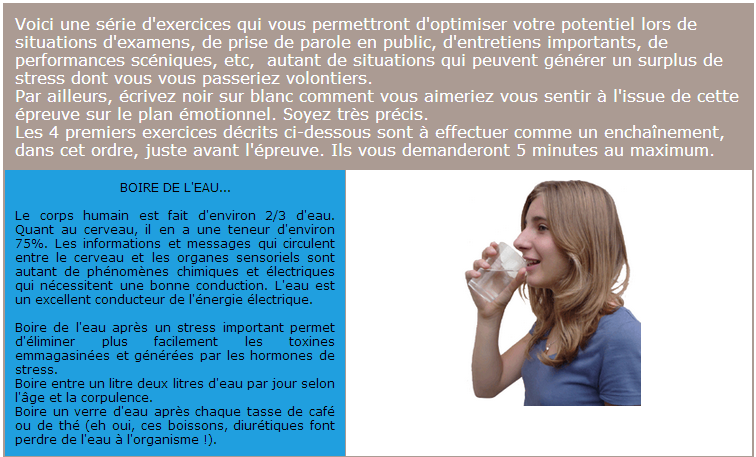 Voici une série d'exercices qui vous permettront d'optimiser votre potentiel lors de
situations d'examens, de prise de parole en public, d'entretiens importants, de
performances scéniques, etc,  autant de situations qui peuvent générer un surplus de
stress dont vous vous passeriez volontiers.
Par ailleurs, écrivez noir sur blanc comment vous aimeriez vous sentir à l'issue de cette
épreuve sur le plan émotionnel. Soyez très précis.
Les 4 premiers exercices décrits ci-dessous sont à effectuer comme un enchaînement,
dans cet ordre, juste avant l'épreuve. Ils vous demanderont 5 minutes au maximum.
BOIRE DE L'EAU...
Le corps humain est fait d'environ 2/3 d'eau.
Quant au cerveau, il en a une teneur d'environ
75%. Les informations et messages qui circulent
entre le cerveau et les organes sensoriels sont
autant de phénomènes chimiques et électriques
qui nécessitent une bonne conduction. L'eau est
un excellent conducteur de l'énergie électrique.
Boire de l'eau après un stress important permet
d'éliminer plus facilement les toxines
emmagasinées et générées par les hormones de
stress.
Boire entre un litre deux litres d'eau par jour selon
l'âge et la corpulence.
Boire un verre d'eau après chaque tasse de café
ou de thé (eh oui, ces boissons, diurétiques font
perdre de l'eau à l'organisme !).